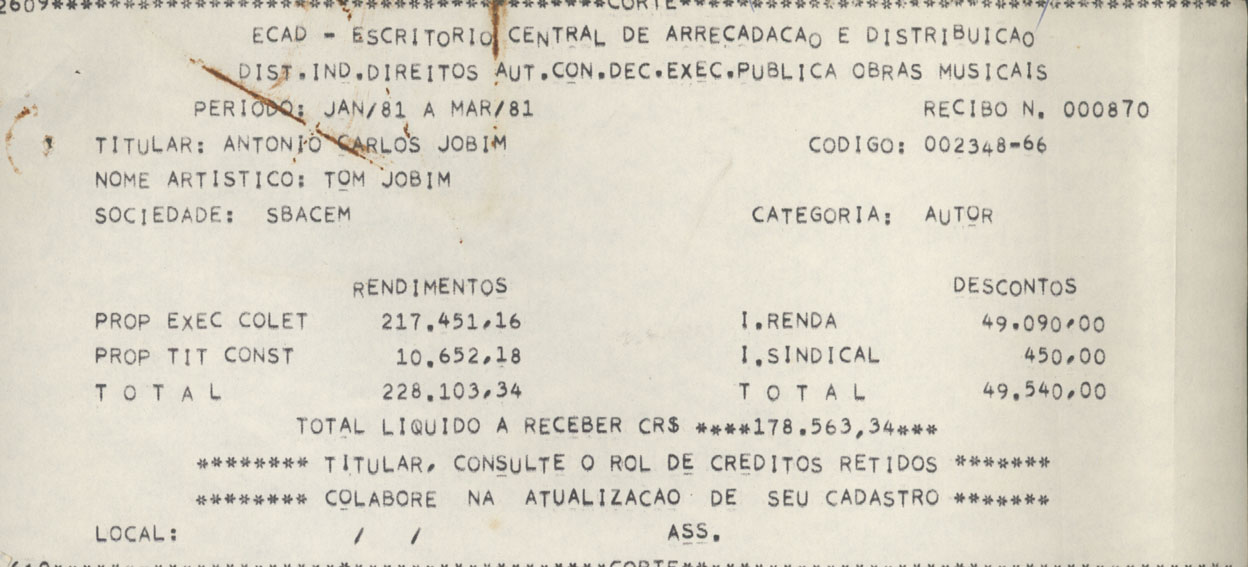 2609************************************CORTE************************************
ECAD - ESCRITORIO CENTRAL DE ARRECADACAO E DISTRIBUICAO
DIST.IND.DIREITOS AUT.CON.DEC.EXEC.PUBLICA OBRAS MUSICAIS
PERIODO: JAN/81 A MAR/81 RECIBO N. 000870
TITULAR: ANTONIO CARLOS JOBIM CODIGO: 002348-66
NOME ARTISTICO: TOM JOBIM
SOCIEDADE: SBACEM CATEGORIA: AUTOR
RENDIMENTOS DESCONTOS
PROP EXEC COLET 217.451,16 I.RENDA 49.090,00
PROP TIT CONST 10.652,18 I.SINDICAL 450,00
T O T A L 228.103,34 T O T A L 49.540,00
TOTAL LIQUIDO A RECEBER CR$ ****178.563,34***
******** TITULAR, CONSULTE O ROL DE CREDITOS RETIDOS *******
******** COLABORE NA ATUALIZACAO DE SEU CADASTRO *******
LOCAL: / / ASS.
************************************CORTE************************************